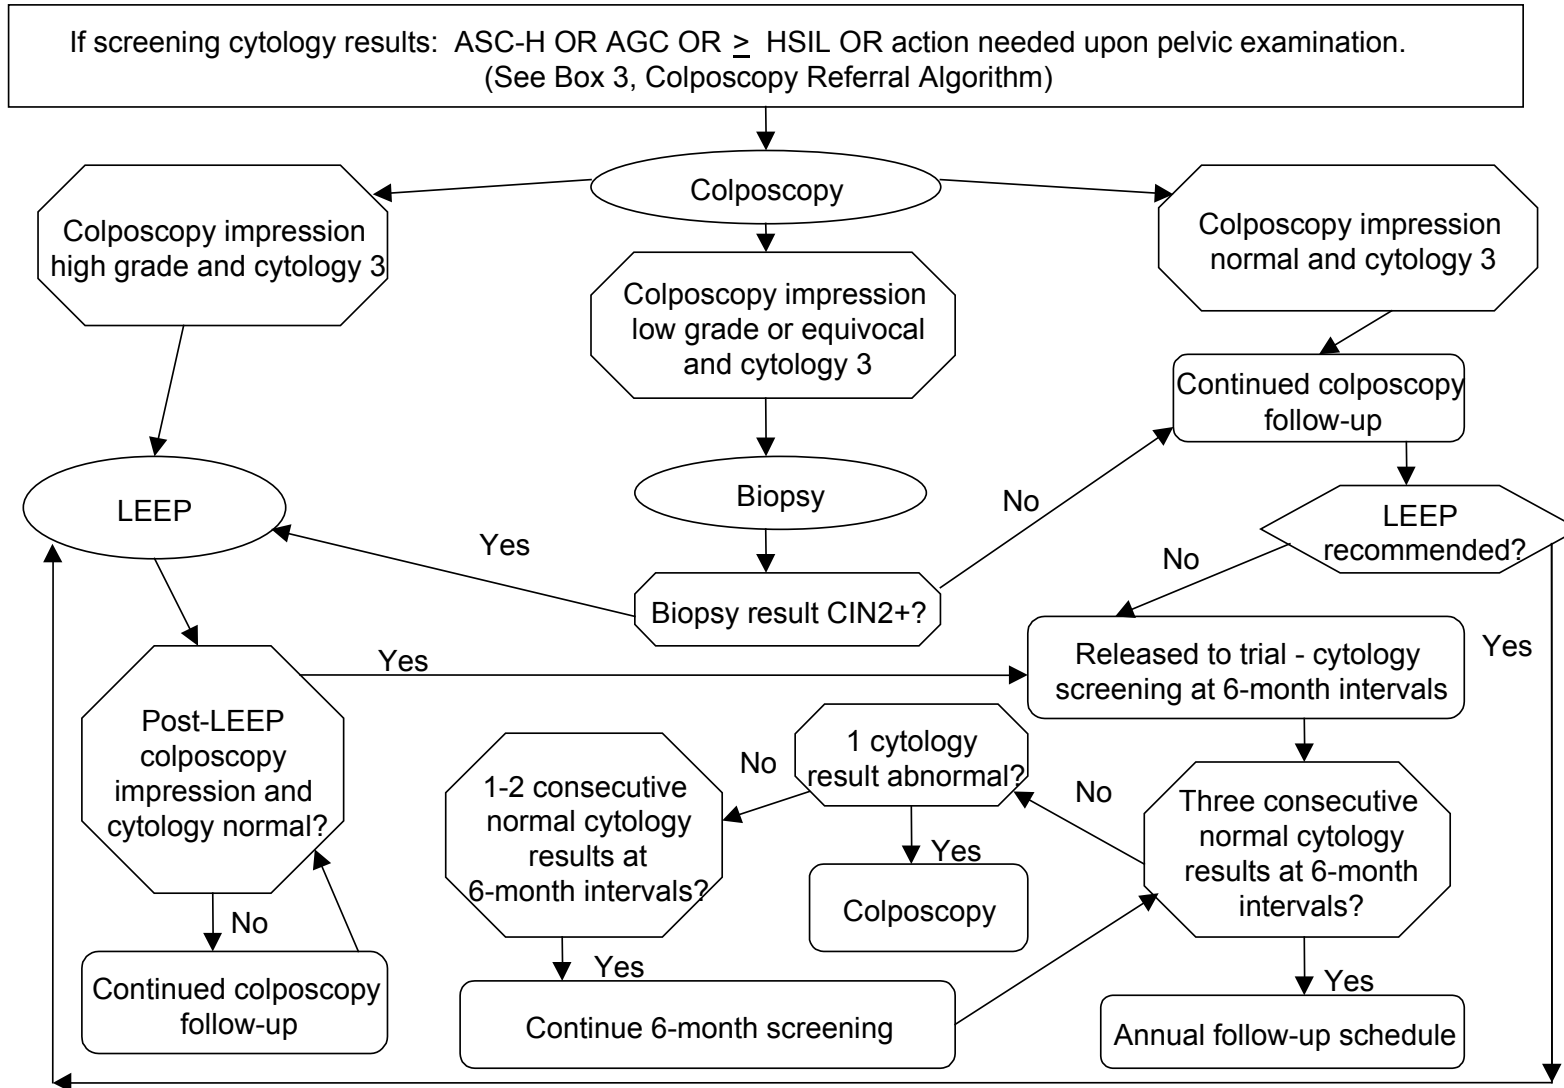 If screening cytology results:  ASC-H OR AGC OR ≥ HSIL OR action needed upon pelvic examination.
(See Box 3, Colposcopy Referral Algorithm)
Colposcopy
Colposcopy impression
high grade and cytology 3
Colposcopy impression
low grade or equivocal
and cytology 3
Colposcopy impression
normal and cytology 3
Continued colposcopy
follow-up
LEEP
Biopsy
No
LEEP
recommended?
Yes
No
Biopsy result CIN2+?
Yes
Released to trial - cytology
screening at 6-month intervals
Yes
Post-LEEP
colposcopy
impression and
cytology normal?
1-2 consecutive
normal cytology
results at
6-month intervals?
No
1 cytology
result abnormal?
No
Three consecutive
normal cytology
results at 6-month
intervals?
Yes
Colposcopy
No
Yes
Yes
Continued colposcopy
follow-up
Continue 6-month screening
Annual follow-up schedule